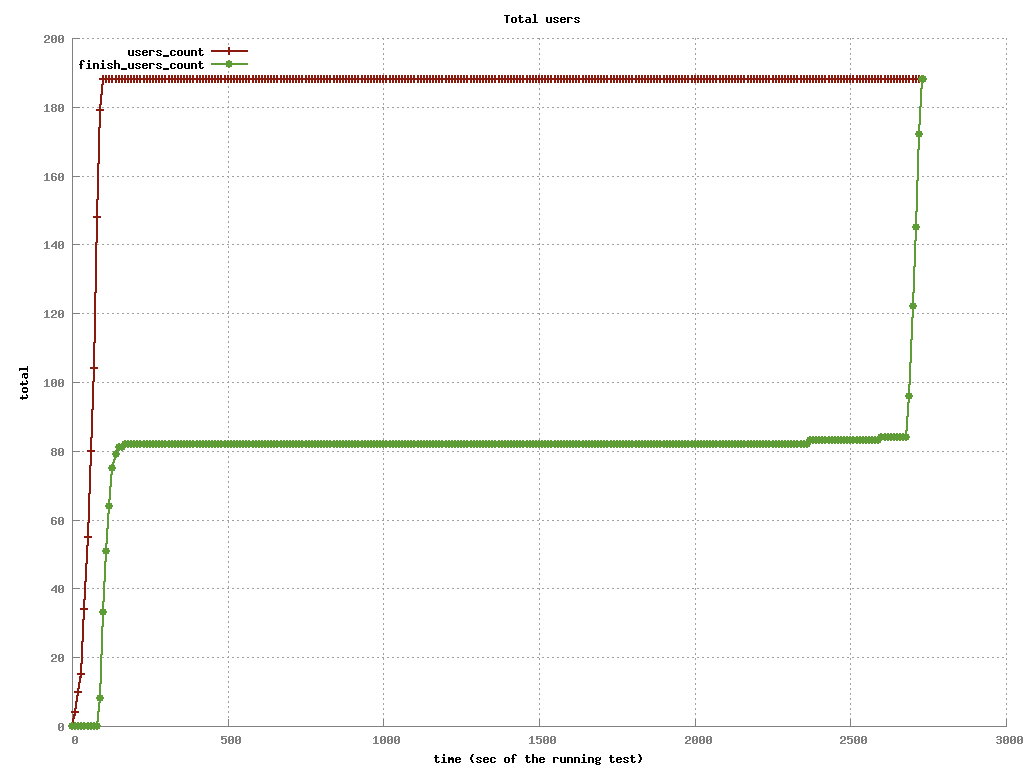 Total users
users_count
finish_users_count
200
180
160
140
120
100
80
60
40
20
0
total
0 500 1000 1500 2000 2500 3000
time (sec of the running test)